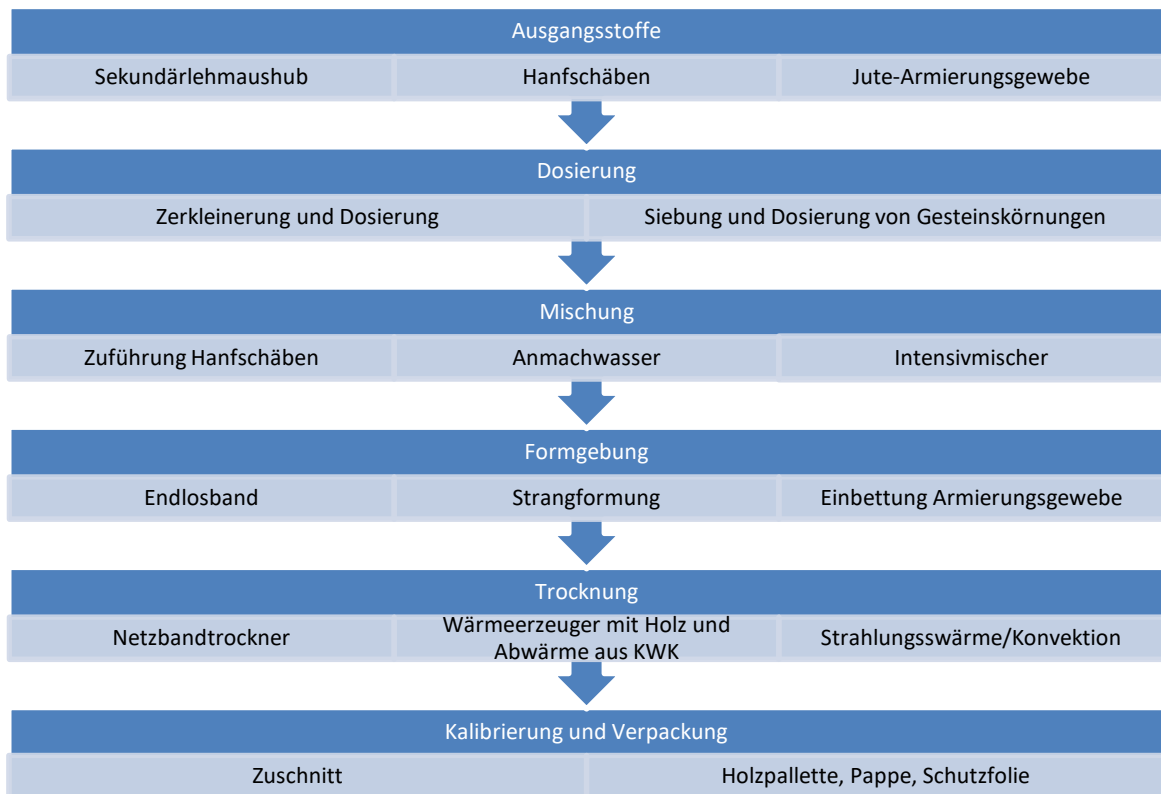 Ausgangsstoffe
Sekundärlehmaushub
Hanfschäben
Jute-Armierungsgewebe
Dosierung
Zerkleinerung und Dosierung
Siebung und Dosierung von Gesteinskörnungen
Mischung
Zuführung Hanfschäben
Anmachwasser
Intensivmischer
Formgebung
Endlosband
Strangformung
Einbettung Armierungsgewebe
Trocknung
Netzbandtrockner
Wärmeerzeuger mit Holz und
Abwärme aus KWK
Strahlungsswärme/Konvektion
Kalibrierung und Verpackung
Zuschnitt
Holzpallette, Pappe, Schutzfolie